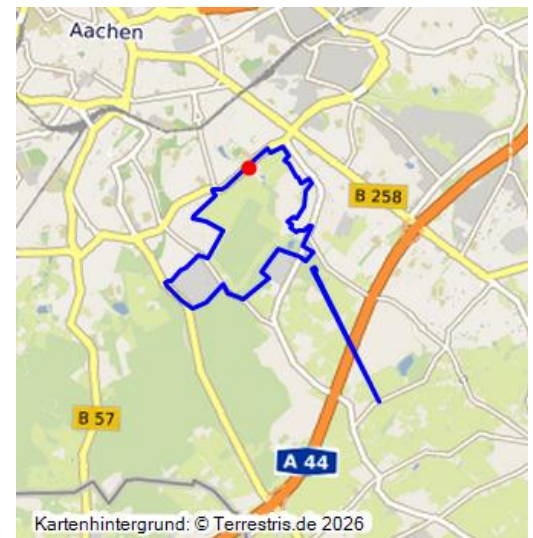 Aachen
B 258
B 57
A 44
Kartenhintergrund: © Terrestris.de 2026